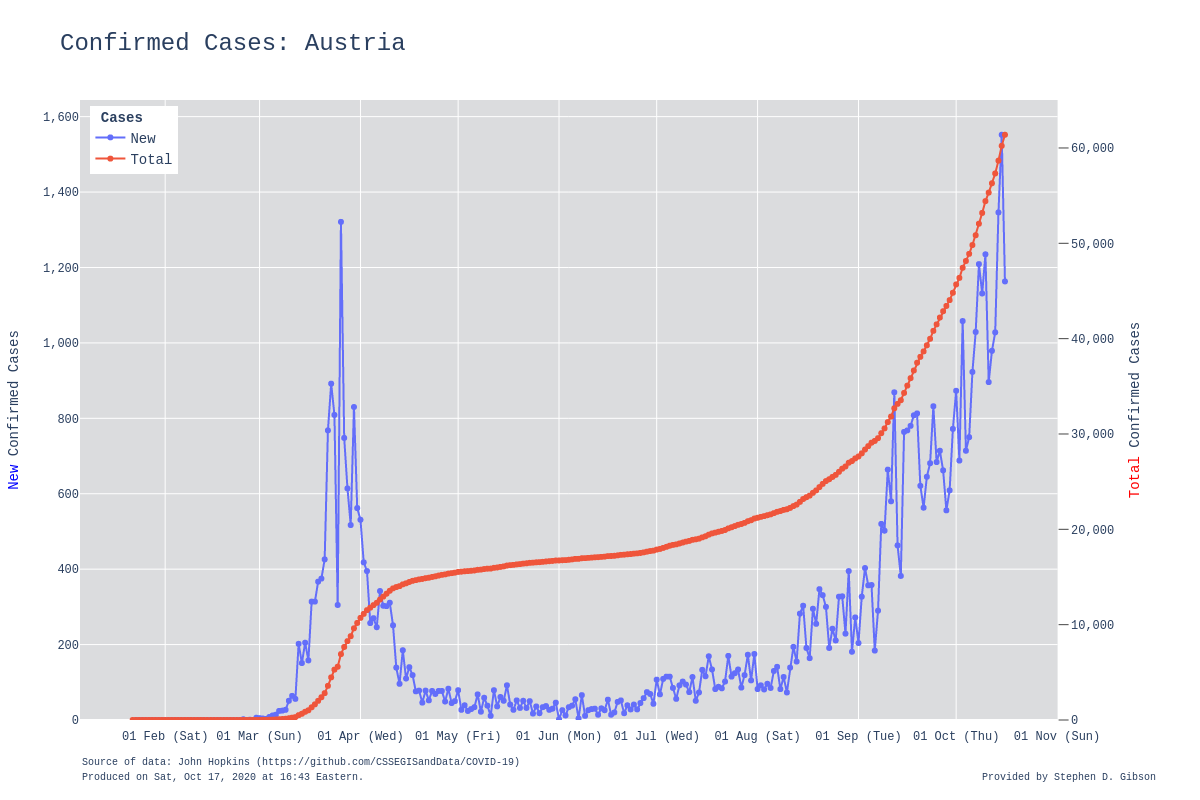 Confirmed Cases: Austria
Cases
New
Total
1,600
1,400
1,200
1,000
800
600
400
200
0
60,000
50,000
40,000
30,000
20,000
10,000
0
New Confirmed Cases
Total Confirmed Cases
01 Feb (Sat) 01 Mar (Sun) 01 Apr (Wed) 01 May (Fri) 01 Jun (Mon) 01 Jul (Wed) 01 Aug (Sat) 01 Sep (Tue) 01 Oct (Thu) 01 Nov (Sun)
Source of data: John Hopkins (https://github.com/CSSEGISandData/COVID-19)
Produced on Sat, Oct 17, 2020 at 16:43 Eastern.
Provided by Stephen D. Gibson